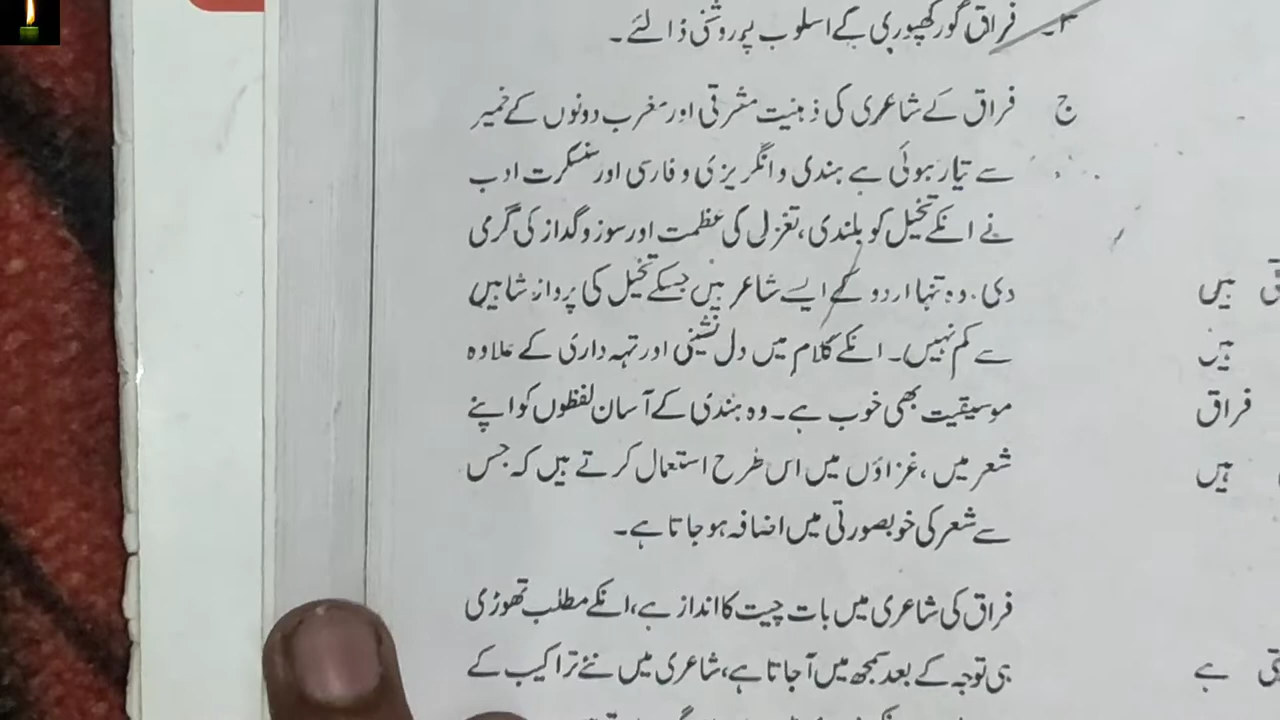 ۳۔ فراق گورکھپوری کے اسلوب پر روشنی ڈالئے۔
ج فراق کے شاعری کی ذہنیت مشرقی اور مغرب دونوں کے خمیر
سے تیار ہوئی ہے ہندی و انگریزی و فارسی اور سنسکرت ادب
نے انکے تخیل کو بلندی، تغزلی کی عظمت اور سوز و گداز کی گرمی
دی۔ وہ تنہا اردو کے ایسے شاعر ہیں جسکے تخیل کی پرواز شاہیں
سے کم نہیں۔ انکے کلام میں دل نشینی اور تہہ داری کے علاوہ
موسیقیت بھی خوب ہے۔ وہ ہندی کے آسان لفظوں کو اپنے
شعر میں، غزاؤں میں اس طرح استعمال کرتے ہیں کہ جس
سے شعر کی خوبصورتی میں اضافہ ہو جاتا ہے۔
فراق کی شاعری میں بات چیت کا انداز ہے، انکے مطلب تھوڑی
ہی توجہ کے بعد سمجھ میں آجاتا ہے، شاعری میں نئے تراکیب کے
ہیں
ہیں
فراق
ہیں
ہے